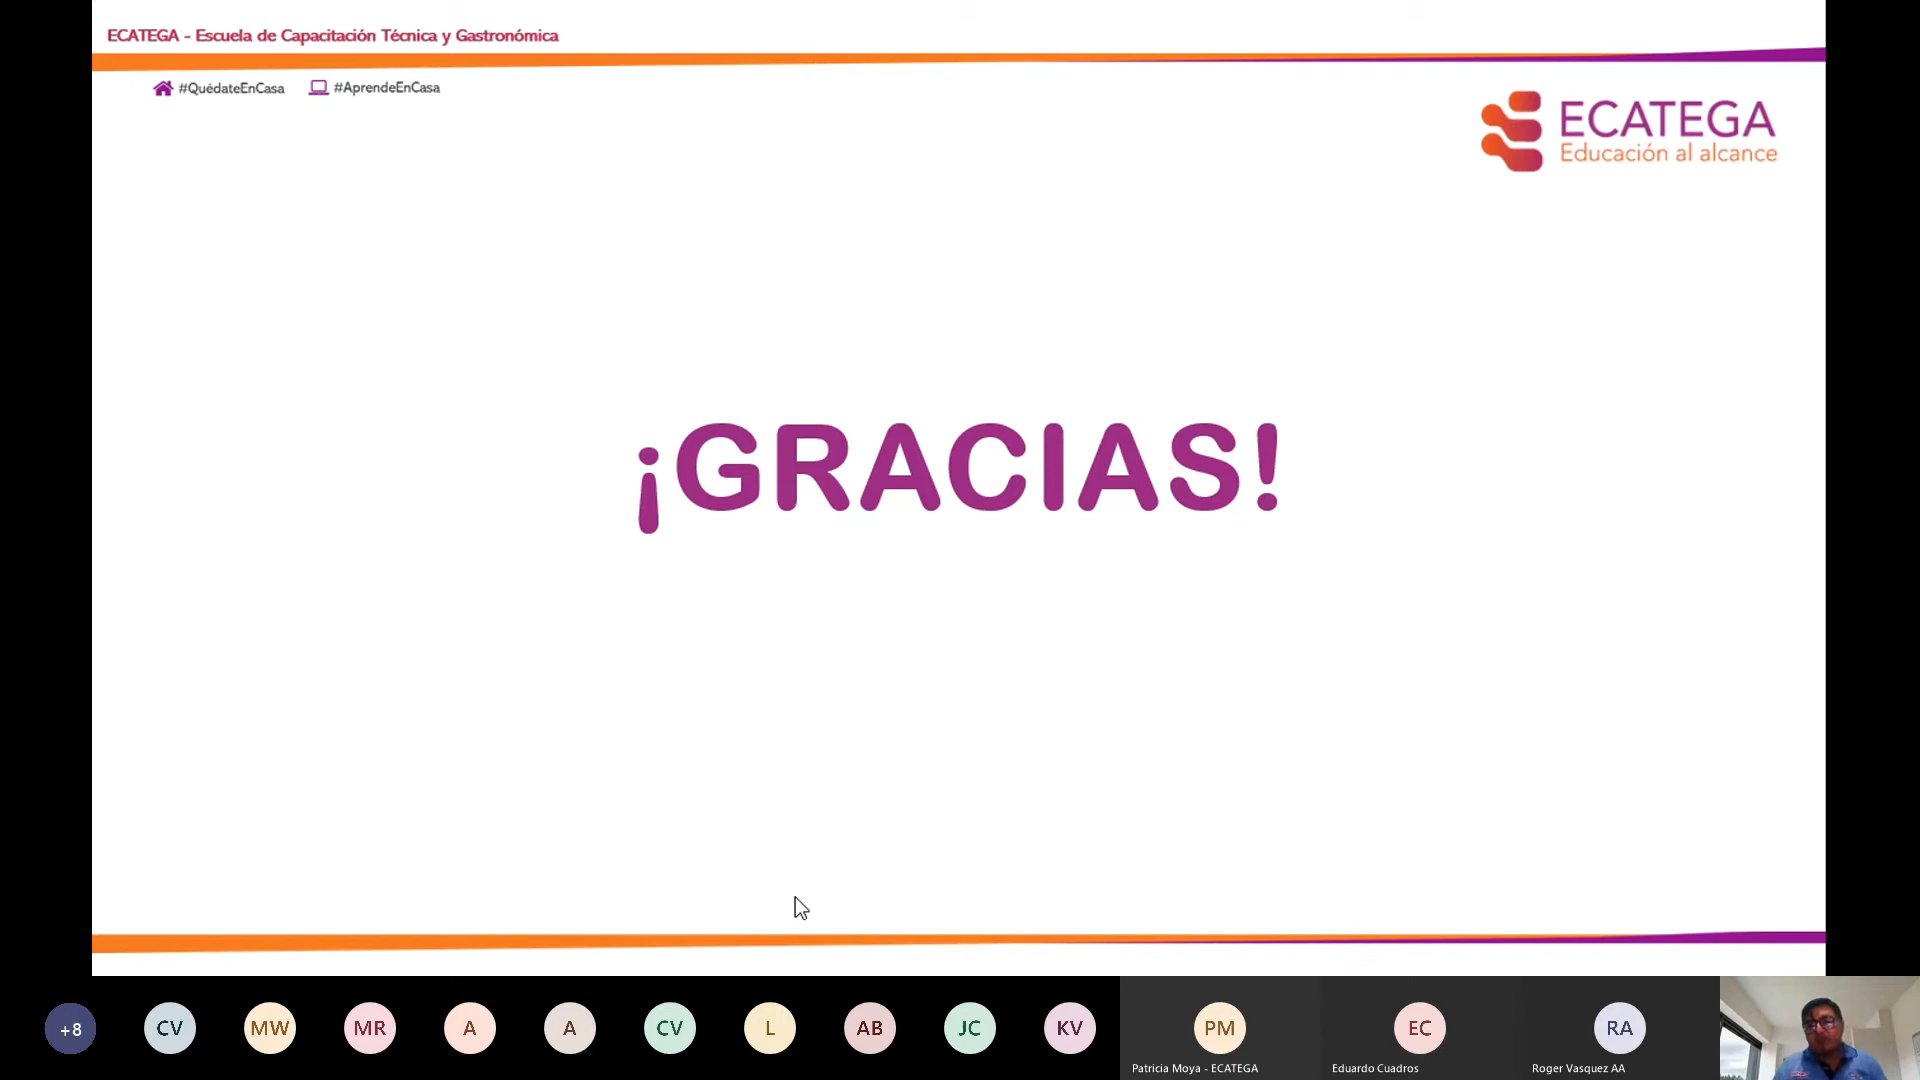 ECATEGA - Escuela de Capacitación Técnica y Gastronómica
#QuédateEnCasa #AprendeEnCasa
ECATEGA
Educación al alcance
¡GRACIAS!
+8 CV MW MR A A CV L AB JC KV PM EC RA
Patricia Moya - ECATEGA Eduardo Cuadros Roger Vasquez AA